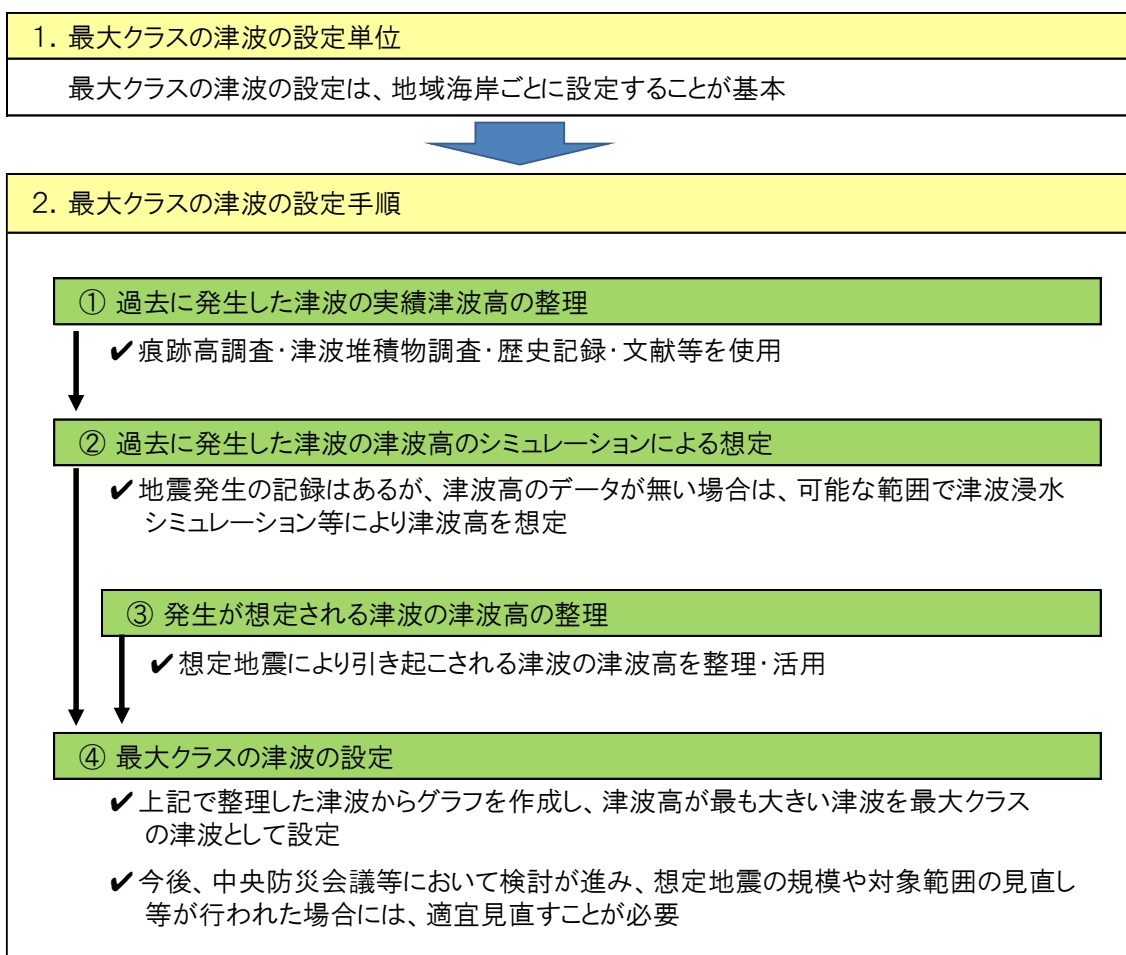 1．最大クラスの津波の設定単位
最大クラスの津波の設定は、地域海岸ごとに設定することが基本
2．最大クラスの津波の設定手順
① 過去に発生した津波の実績津波高の整理
✔痕跡高調査・津波堆積物調査・歴史記録・文献等を使用
② 過去に発生した津波の津波高のシミュレーションによる想定
✔地震発生の記録はあるが、津波高のデータが無い場合は、可能な範囲で津波浸水
シミュレーション等により津波高を想定
③ 発生が想定される津波の津波高の整理
✔想定地震により引き起こされる津波の津波高を整理・活用
④ 最大クラスの津波の設定
✔上記で整理した津波からグラフを作成し、津波高が最も大きい津波を最大クラス
の津波として設定
✔今後、中央防災会議等において検討が進み、想定地震の規模や対象範囲の見直し
等が行われた場合には、適宜見直すことが必要